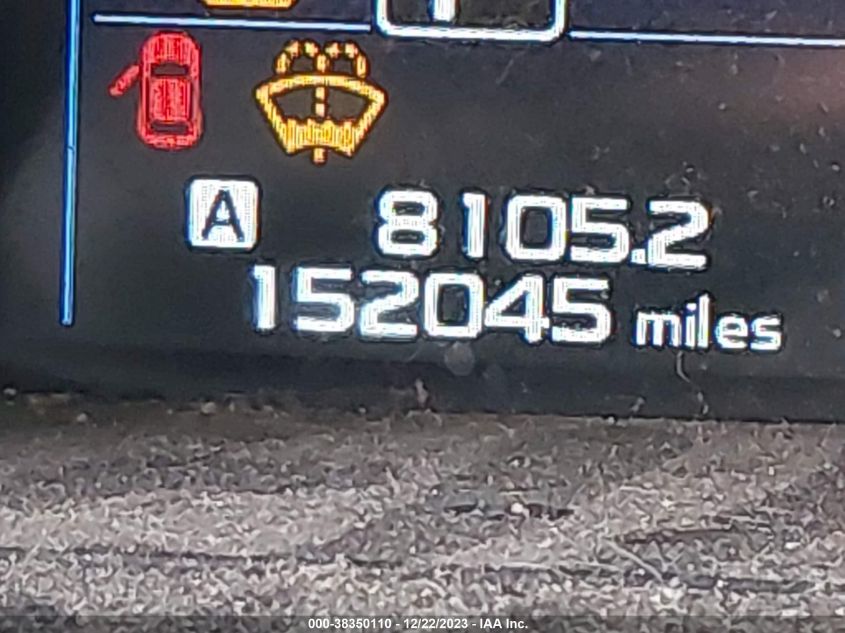 A 8105.2
152045 miles
000-38350110 - 12/22/2023 - IAA Inc.